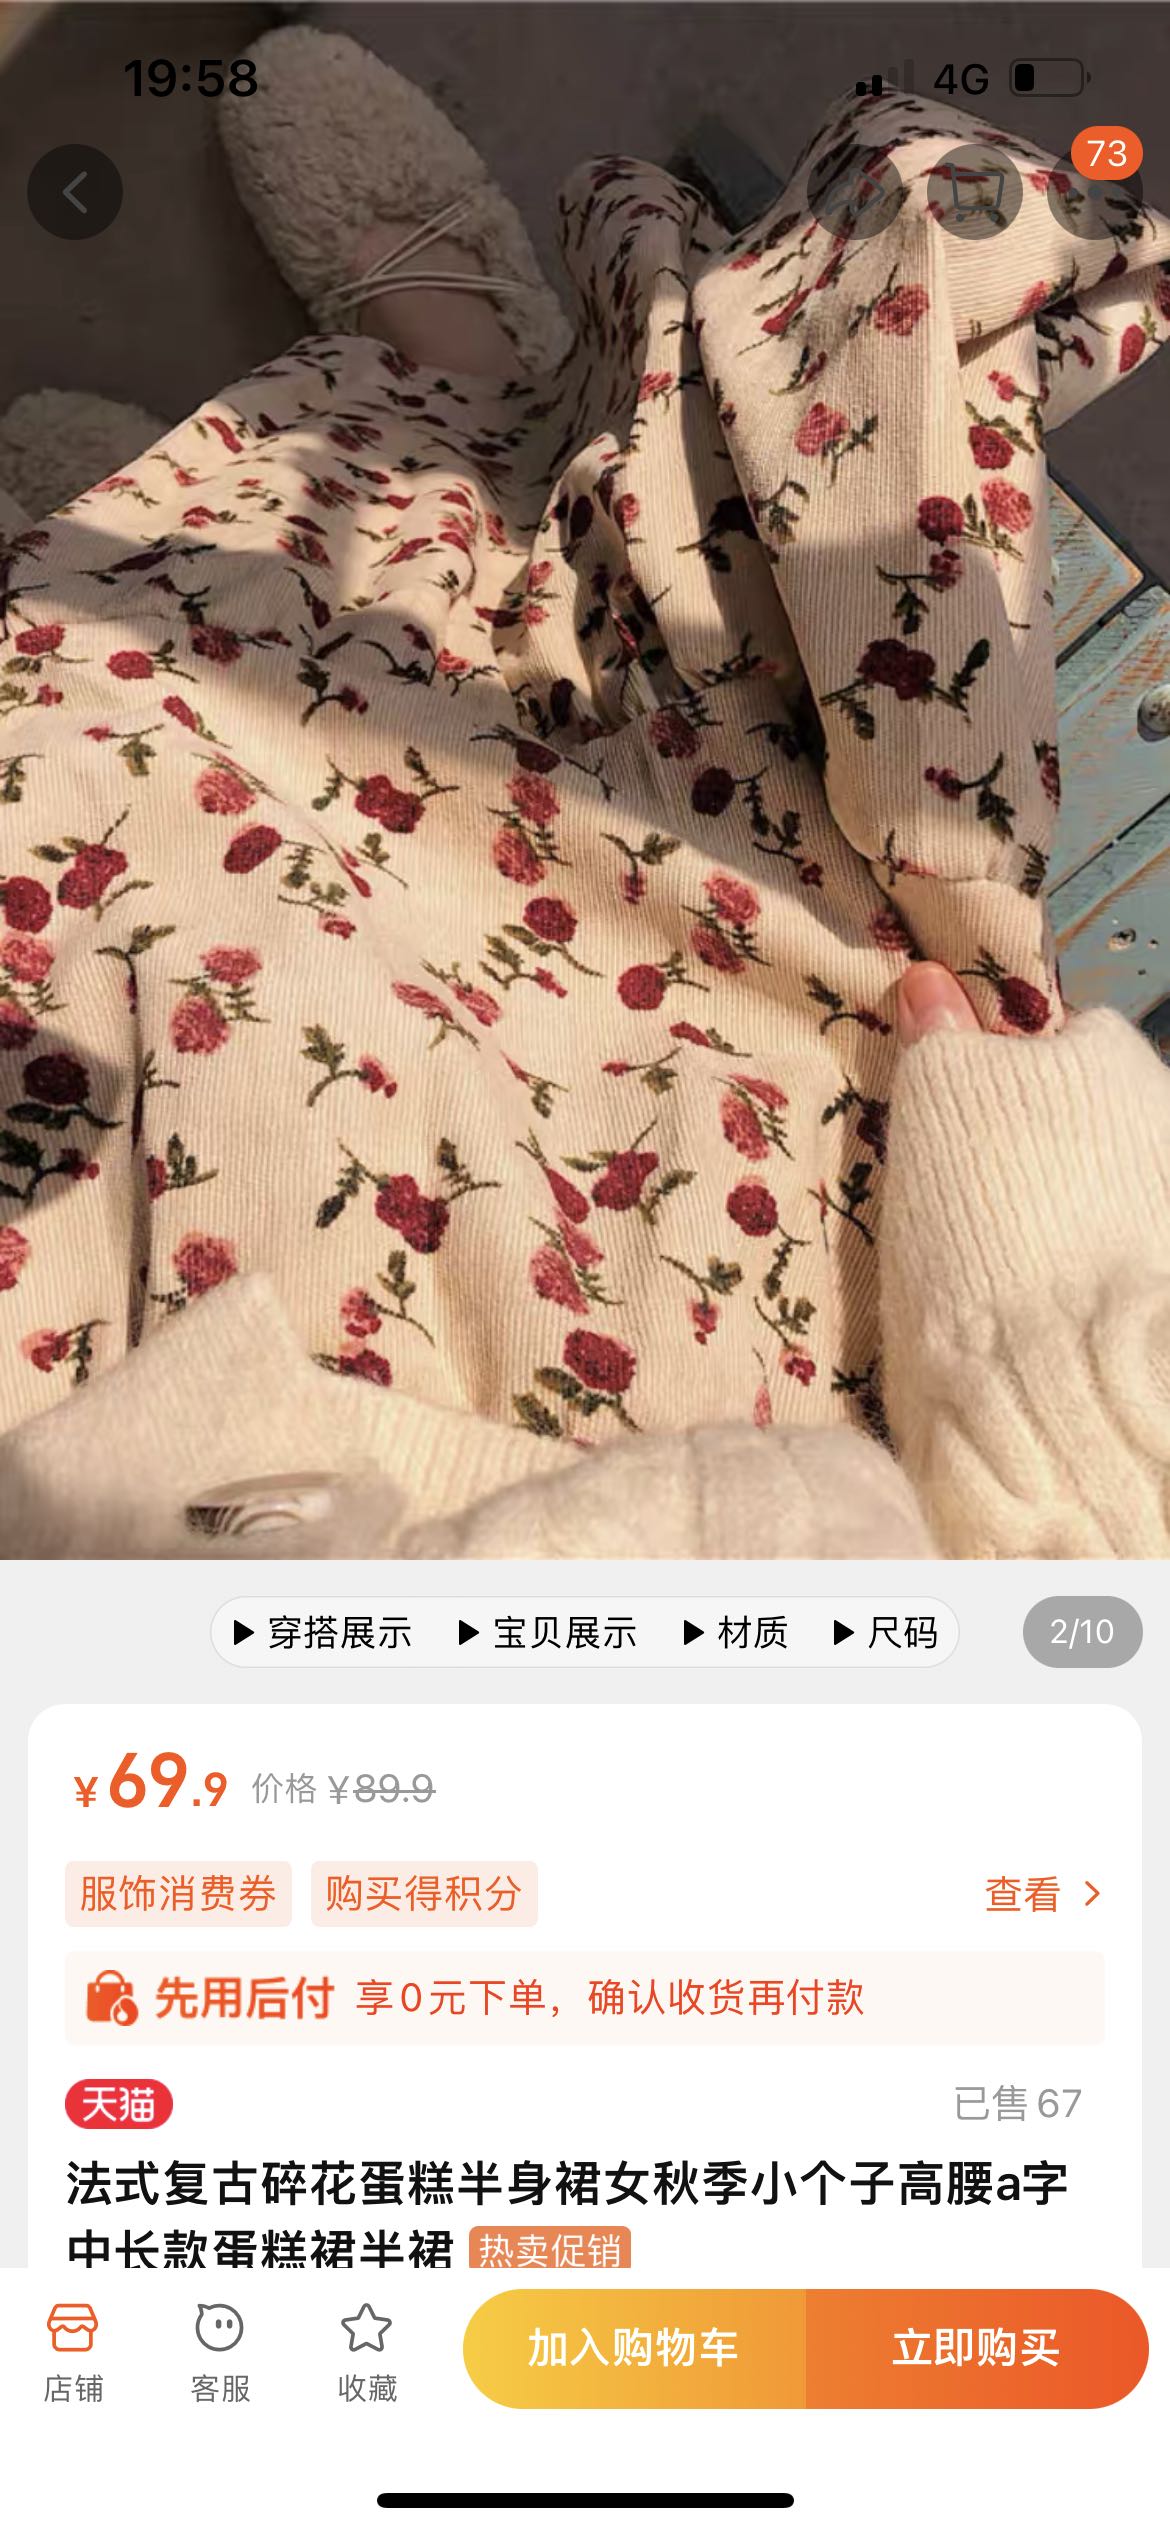 19:58
4G
73
穿搭展示 宝贝展示 材质 尺码
2/10
¥69.9 价格 ¥89.9
服饰消费券 购买得积分 查看
先用后付 享0元下单，确认收货再付款
天猫 已售67
法式复古碎花蛋糕半身裙女秋季小个子高腰a字
中长款蛋糕裙半裙 热卖促销
店铺 客服 收藏 加入购物车 立即购买